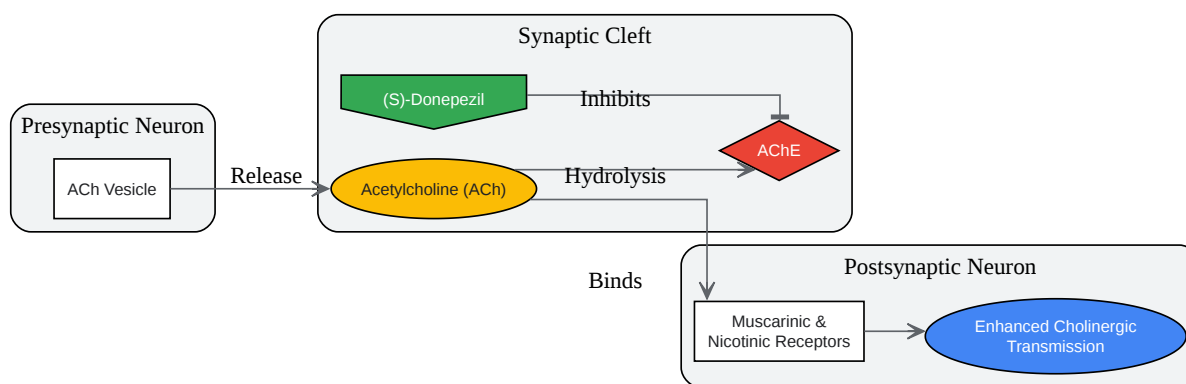 Synaptic Cleft
(S)-Donepezil
Inhibits
Presynaptic Neuron
AChE
ACh Vesicle
Release
Acetylcholine (ACh)
Hydrolysis
Postsynaptic Neuron
Binds
Muscarinic &
Nicotinic Receptors
Enhanced Cholinergic
Transmission